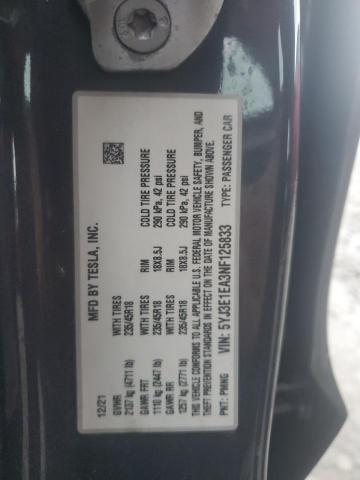 MFD BY TESLA, INC.
12/21
GVWR
2137 kg (4711 lb)
GAWR FRT WITH TIRES RIM COLD TIRE PRESSURE
1110 kg (2447 lb) 235/45R18 18X8.5J 290 kPa, 42 psi
GAWR RR WITH TIRES RIM COLD TIRE PRESSURE
1257 kg (2771 lb) 235/45R18 18X8.5J 290 kPa, 42 psi
THIS VEHICLE CONFORMS TO ALL APPLICABLE U.S. FEDERAL MOTOR VEHICLE SAFETY, BUMPER, AND
THEFT PREVENTION STANDARDS IN EFFECT ON THE DATE OF MANUFACTURE SHOWN ABOVE.
PNT: PMNG VIN: 5YJ3E1EA3NF125833 TYPE: PASSENGER CAR